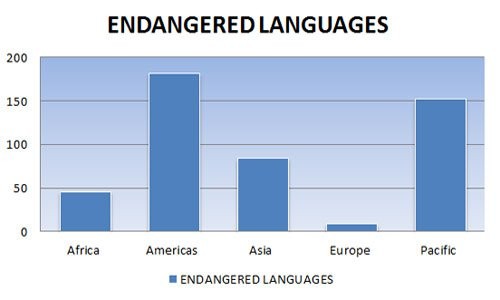 ENDANGERED LANGUAGES
200
150
100
50
0
Africa Americas Asia Europe Pacific
ENDANGERED LANGUAGES